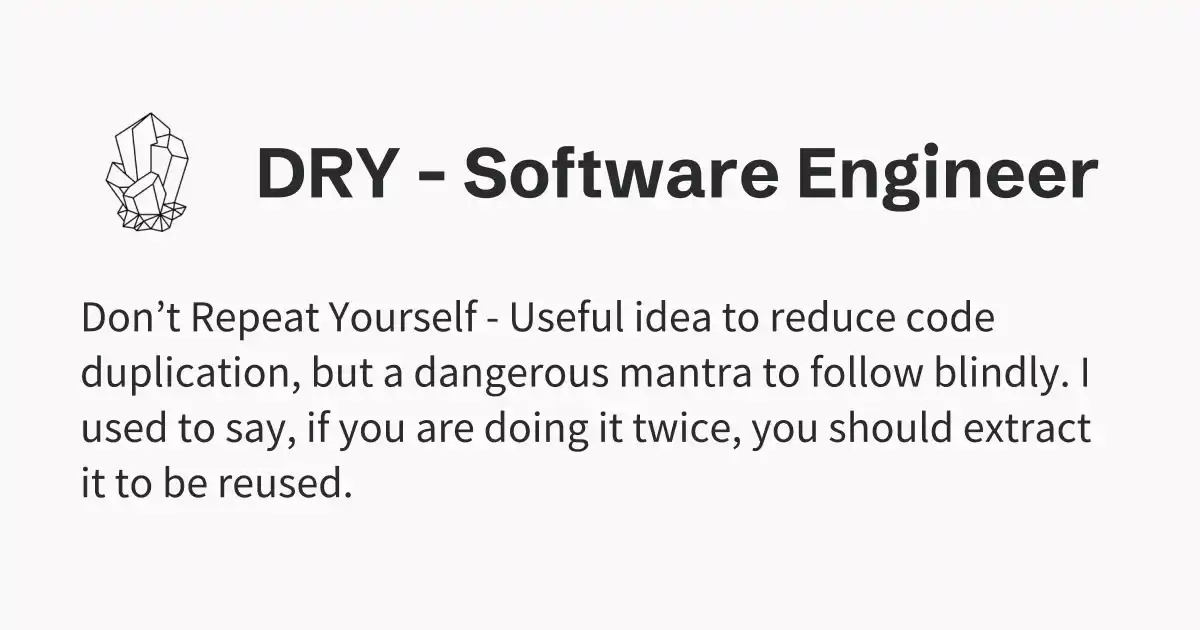 DRY - Software Engineer
Don’t Repeat Yourself - Useful idea to reduce code
duplication, but a dangerous mantra to follow blindly. I
used to say, if you are doing it twice, you should extract
it to be reused.